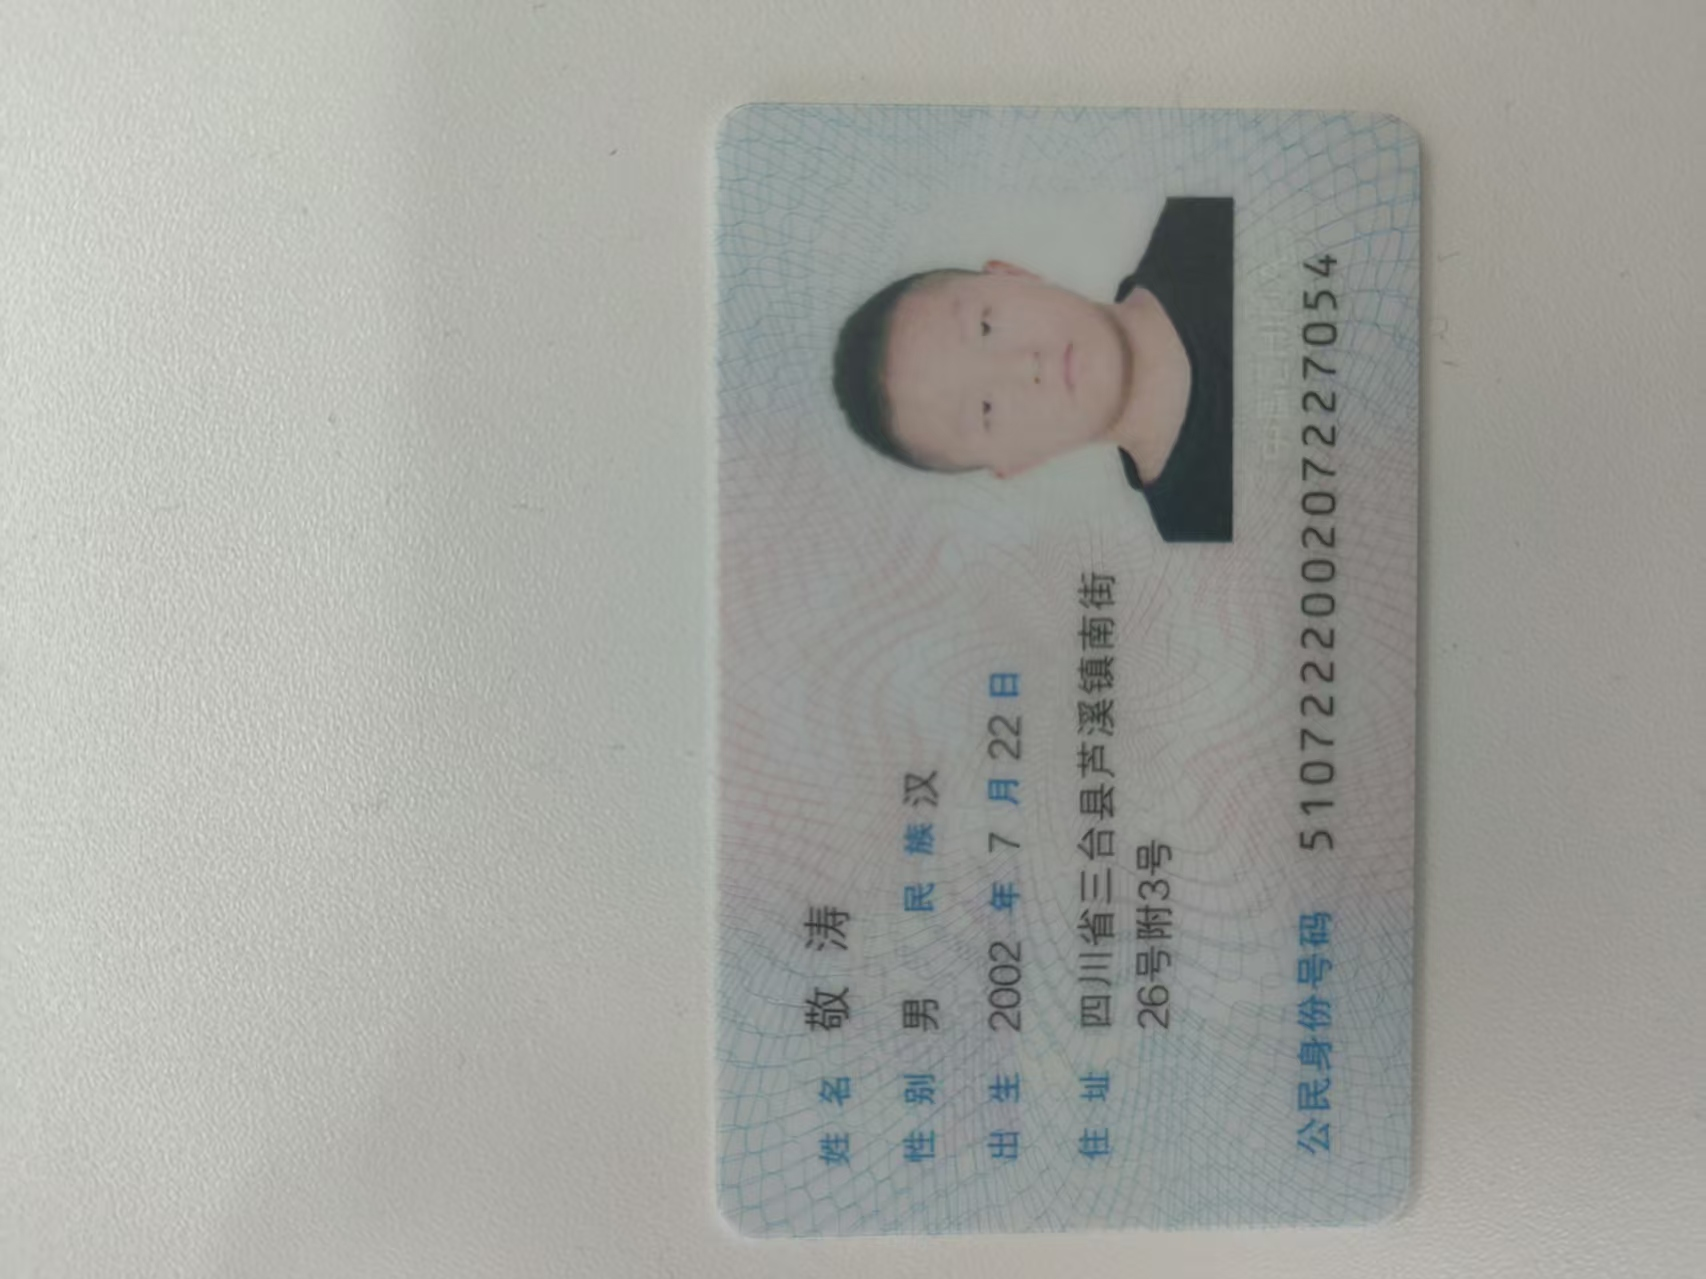 姓名 敬涛
性别 男 民族 汉
出生 2002 年 7 月 22 日
住址 四川省三台县芦溪镇南街
26号附3号
公民身份号码 510722200207227054